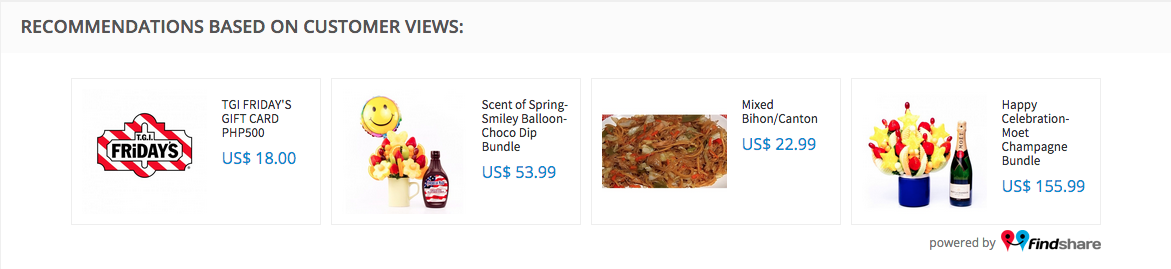 RECOMMENDATIONS BASED ON CUSTOMER VIEWS:
T.G.I.
FRiDAY'S
TGI FRIDAY'S
GIFT CARD
PHP500
US$ 18.00
Scent of Spring-
Smiley Balloon-
Choco Dip
Bundle
US$ 53.99
Mixed
Bihon/Canton
US$ 22.99
Happy
Celebration-
Moet
Champagne
Bundle
US$ 155.99
powered by findshare